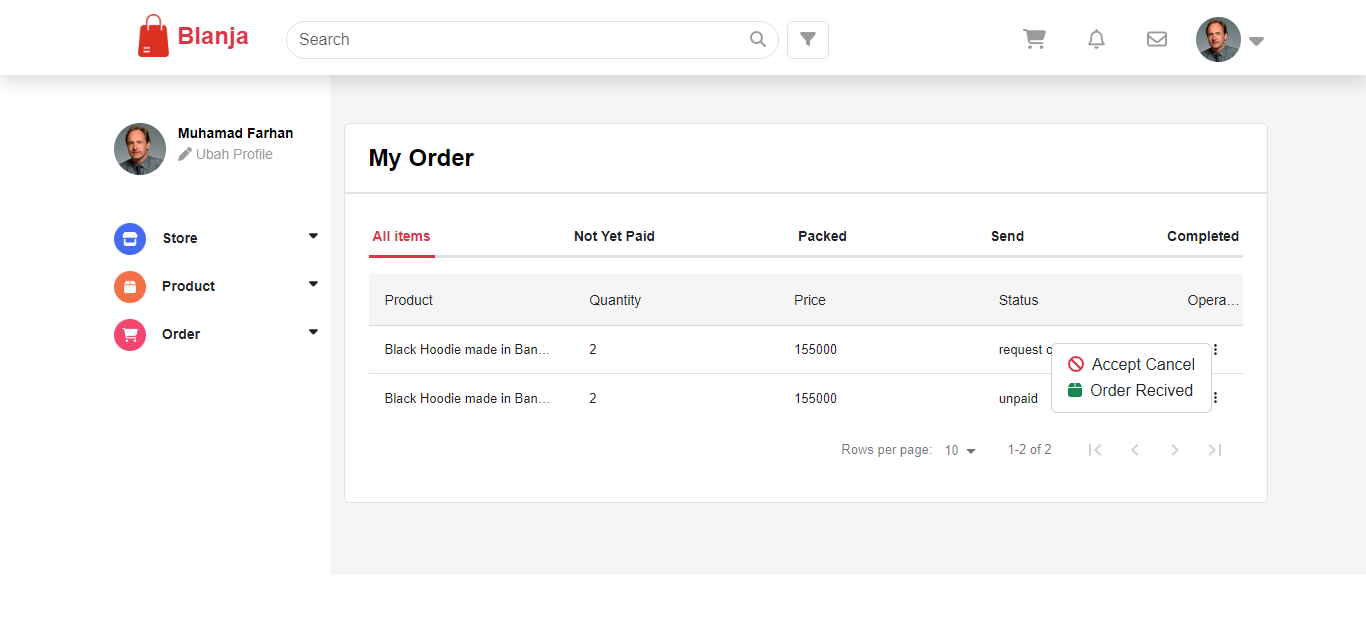 Blanja
Search
Muhamad Farhan
Ubah Profile
Store
Product
Order
My Order
All items Not Yet Paid Packed Send Completed
Product Quantity Price Status Opera...
Black Hoodie made in Ban... 2 155000 request c
Accept Cancel
Order Recived
Black Hoodie made in Ban... 2 155000 unpaid
Rows per page: 10 1-2 of 2